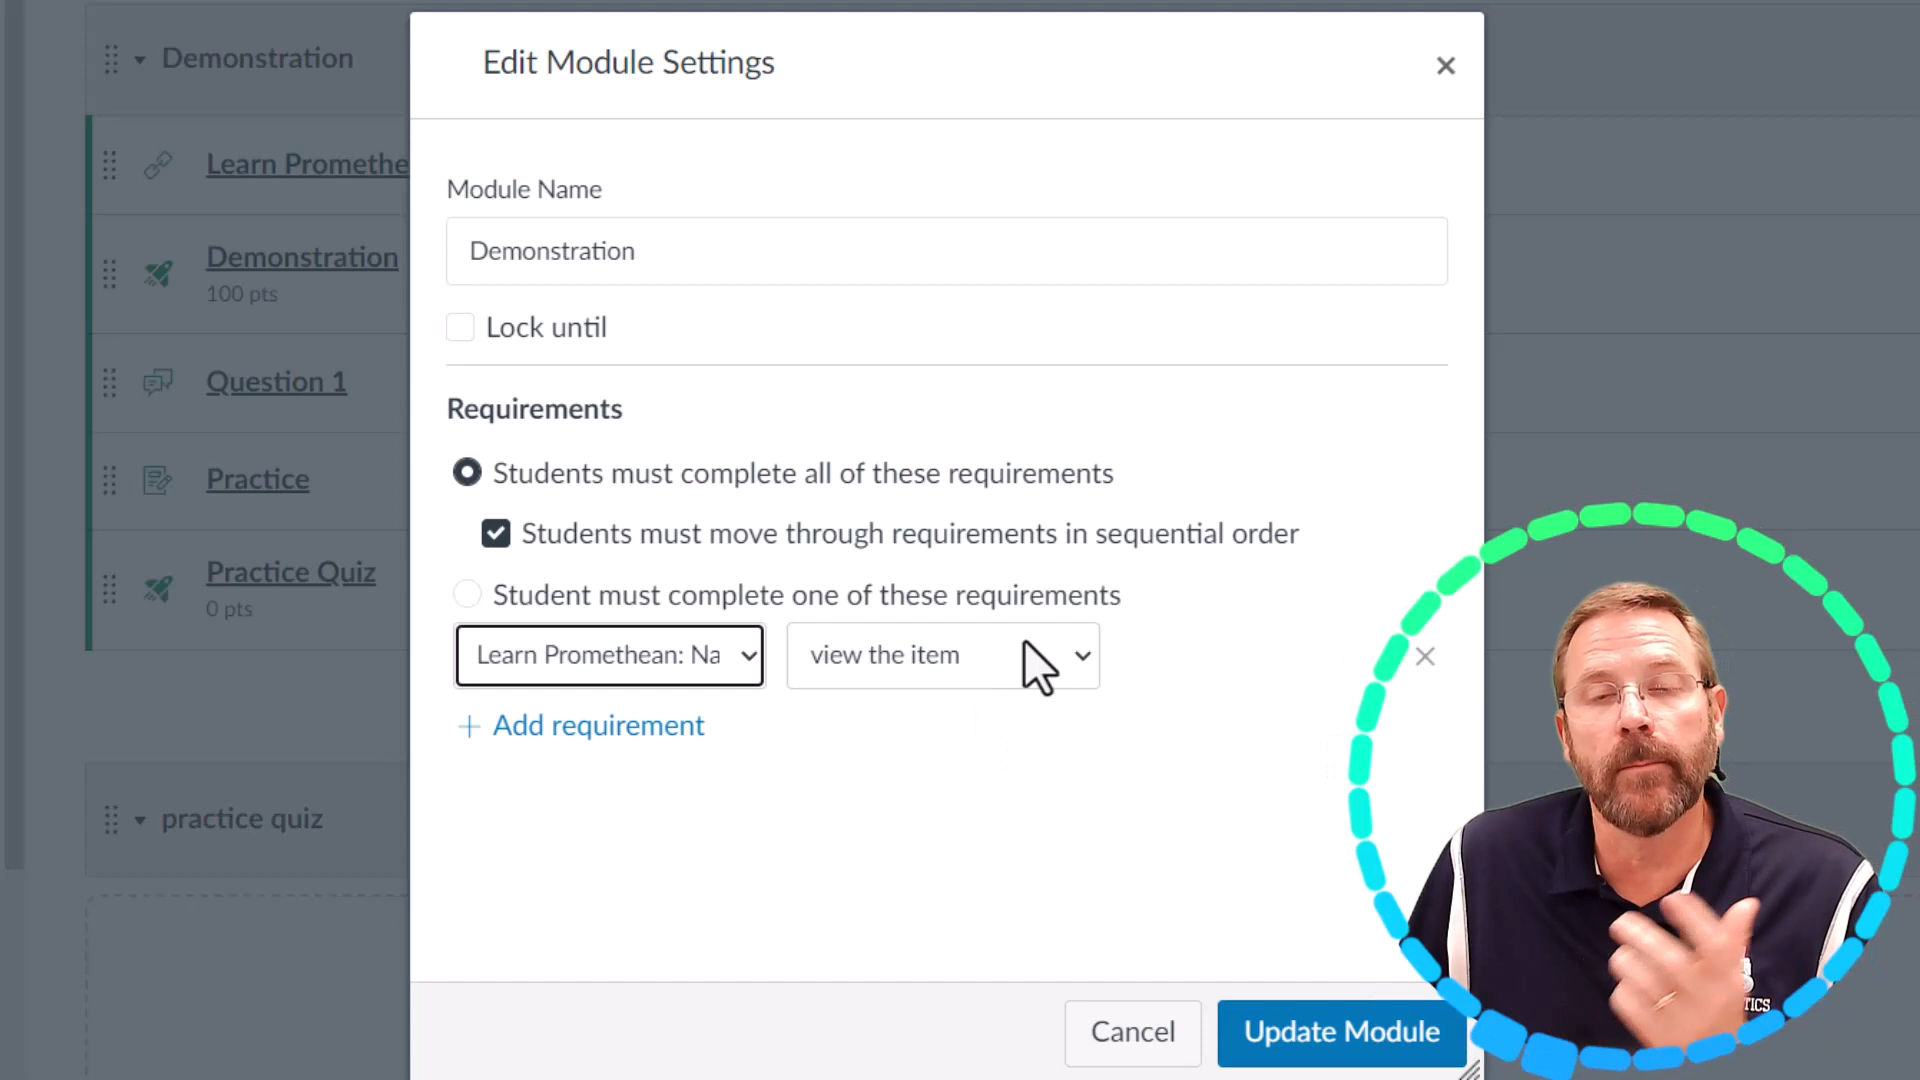 Demonstration
Learn Promethe
Demonstration
100 pts
Question 1
Practice
Practice Quiz
0 pts
practice quiz
Edit Module Settings
Module Name
Demonstration
Lock until
Requirements
Students must complete all of these requirements
Students must move through requirements in sequential order
Student must complete one of these requirements
Learn Promethean: Na
view the item
Add requirement
Cancel
Update Module
TICS